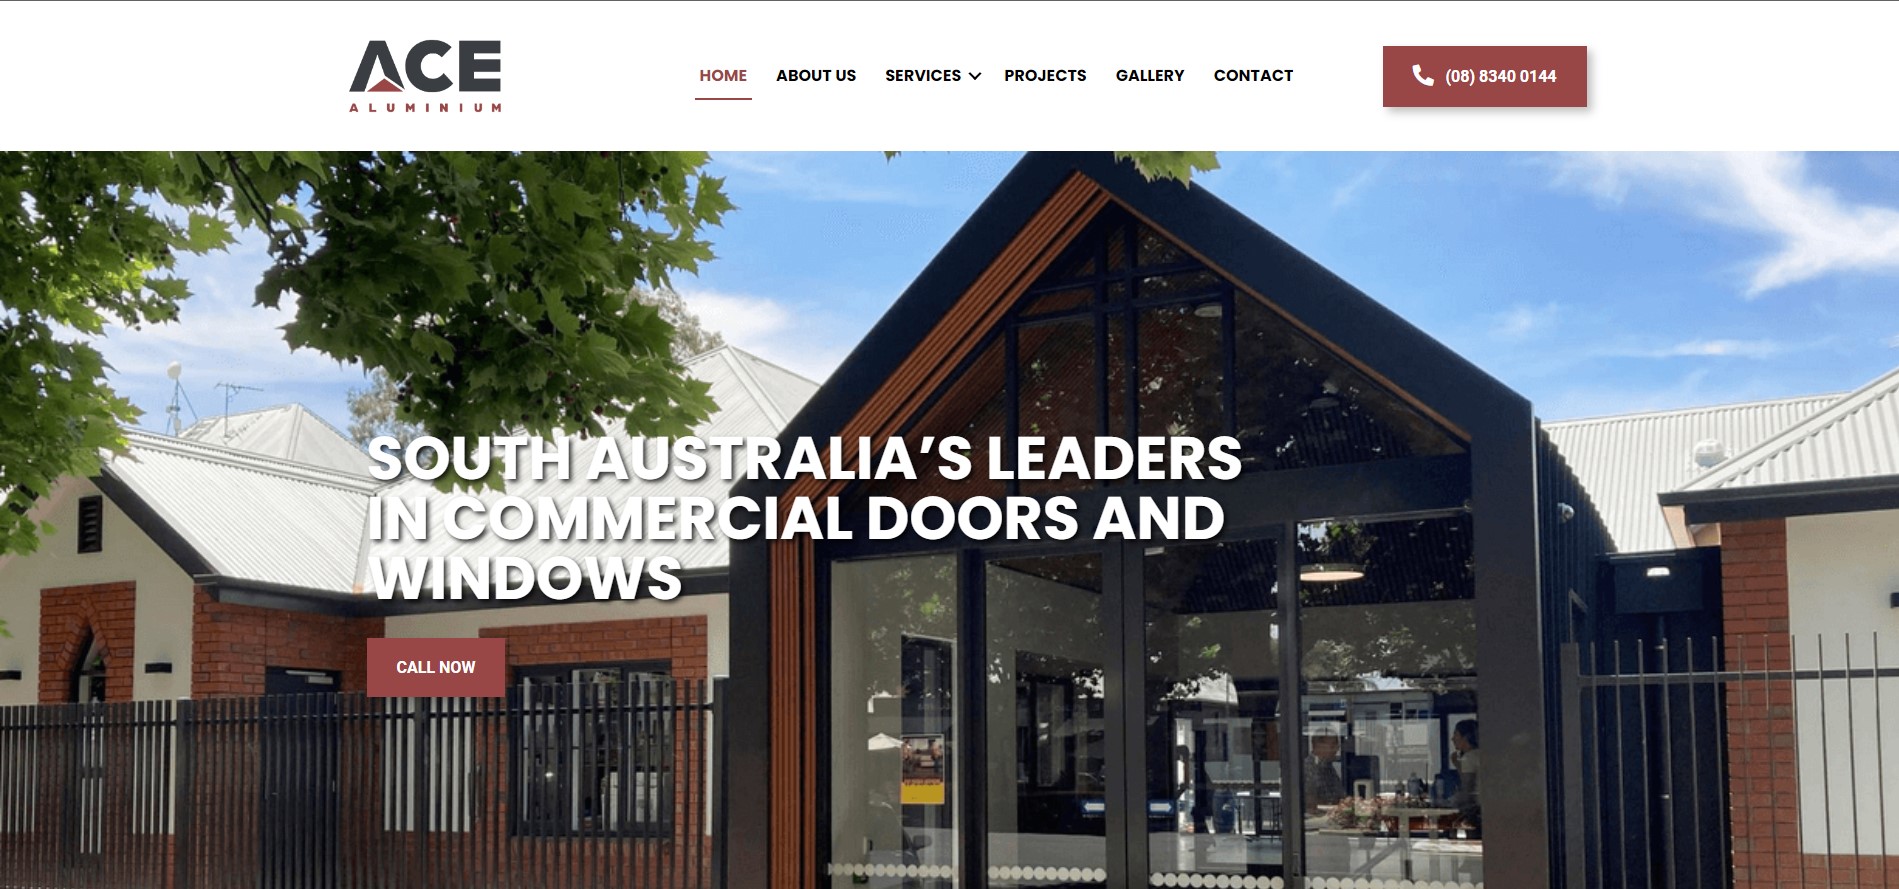 ACE
ALUMINIUM
HOME
ABOUT US
SERVICES
PROJECTS
GALLERY
CONTACT
(08) 8340 0144
SOUTH AUSTRALIA’S LEADERS
IN COMMERCIAL DOORS AND
WINDOWS
CALL NOW